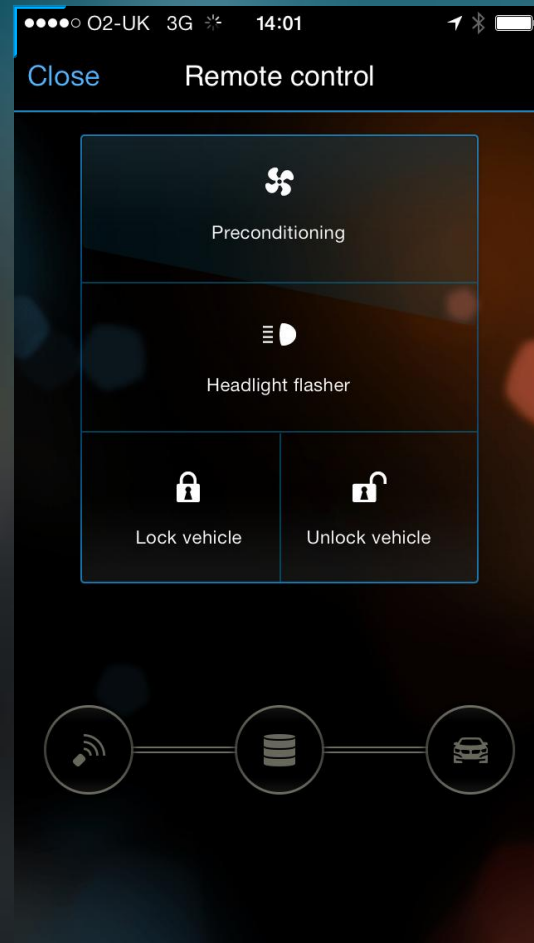 O2-UK 3G 14:01
Close Remote control
Preconditioning
Headlight flasher
Lock vehicle Unlock vehicle